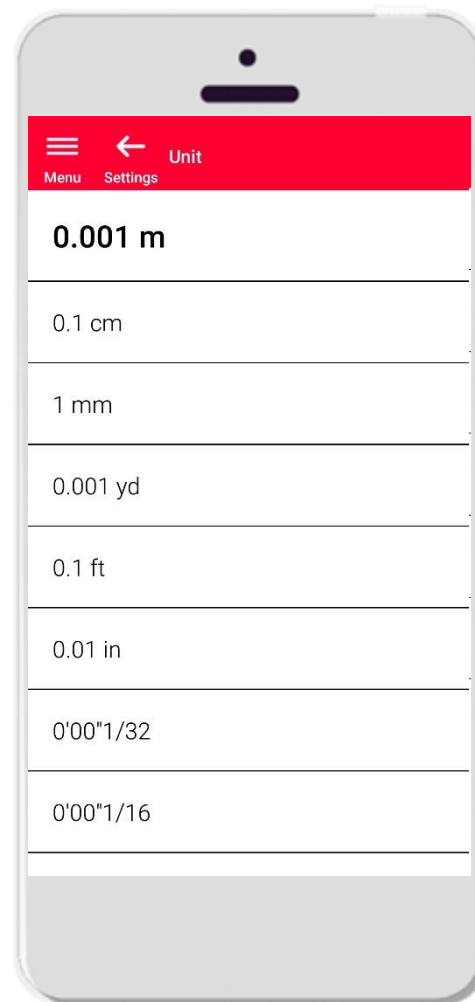 Unit
Menu Settings
0.001 m
0.1 cm
1 mm
0.001 yd
0.1 ft
0.01 in
0'00"1/32
0'00"1/16